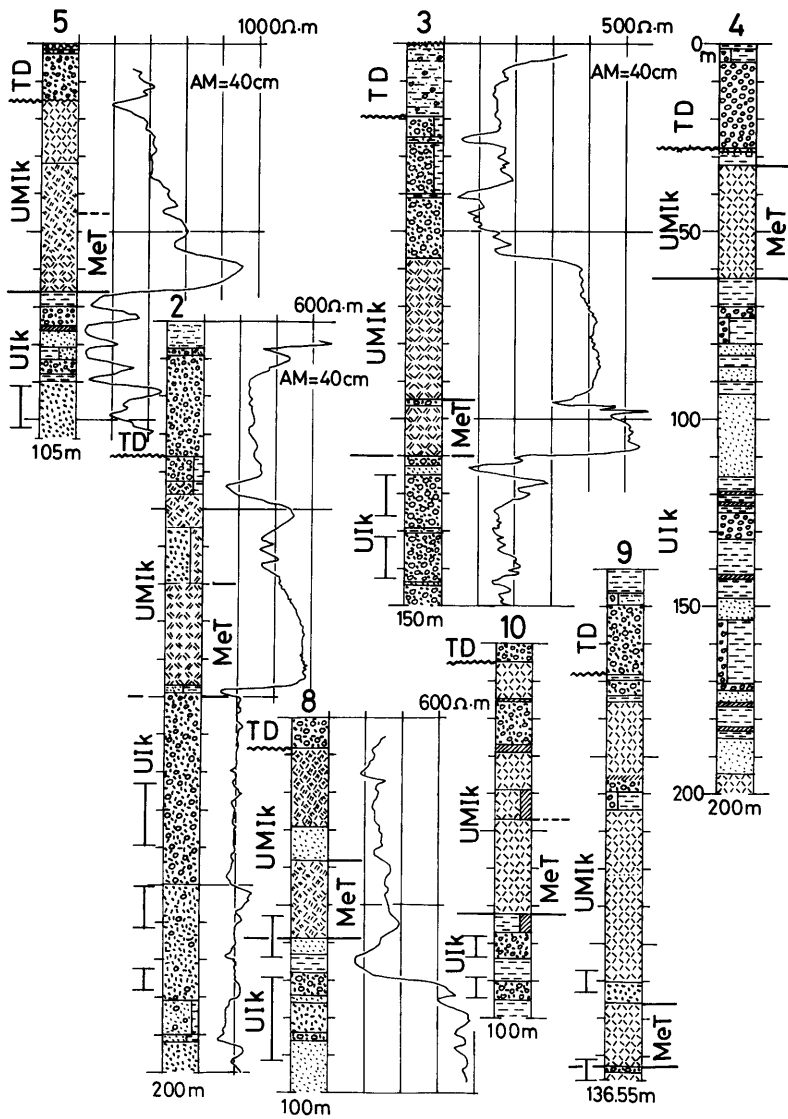 5
1000Ω·m
AM=40cm
TD
UMIk
MeT
UIk
105m
3
500Ω·m
AM=40cm
TD
UMIk
MeT
UIk
150m
4
0
m
50
100
150
200
TD
UMIk
MeT
UIk
200m
2
600Ω·m
AM=40cm
TD
UMIk
MeT
UIk
200m
8
600Ω·m
TD
UMIk
MeT
UIk
100m
10
TD
UMIk
MeT
UIk
100m
9
TD
UMIk
MeT
136.55m